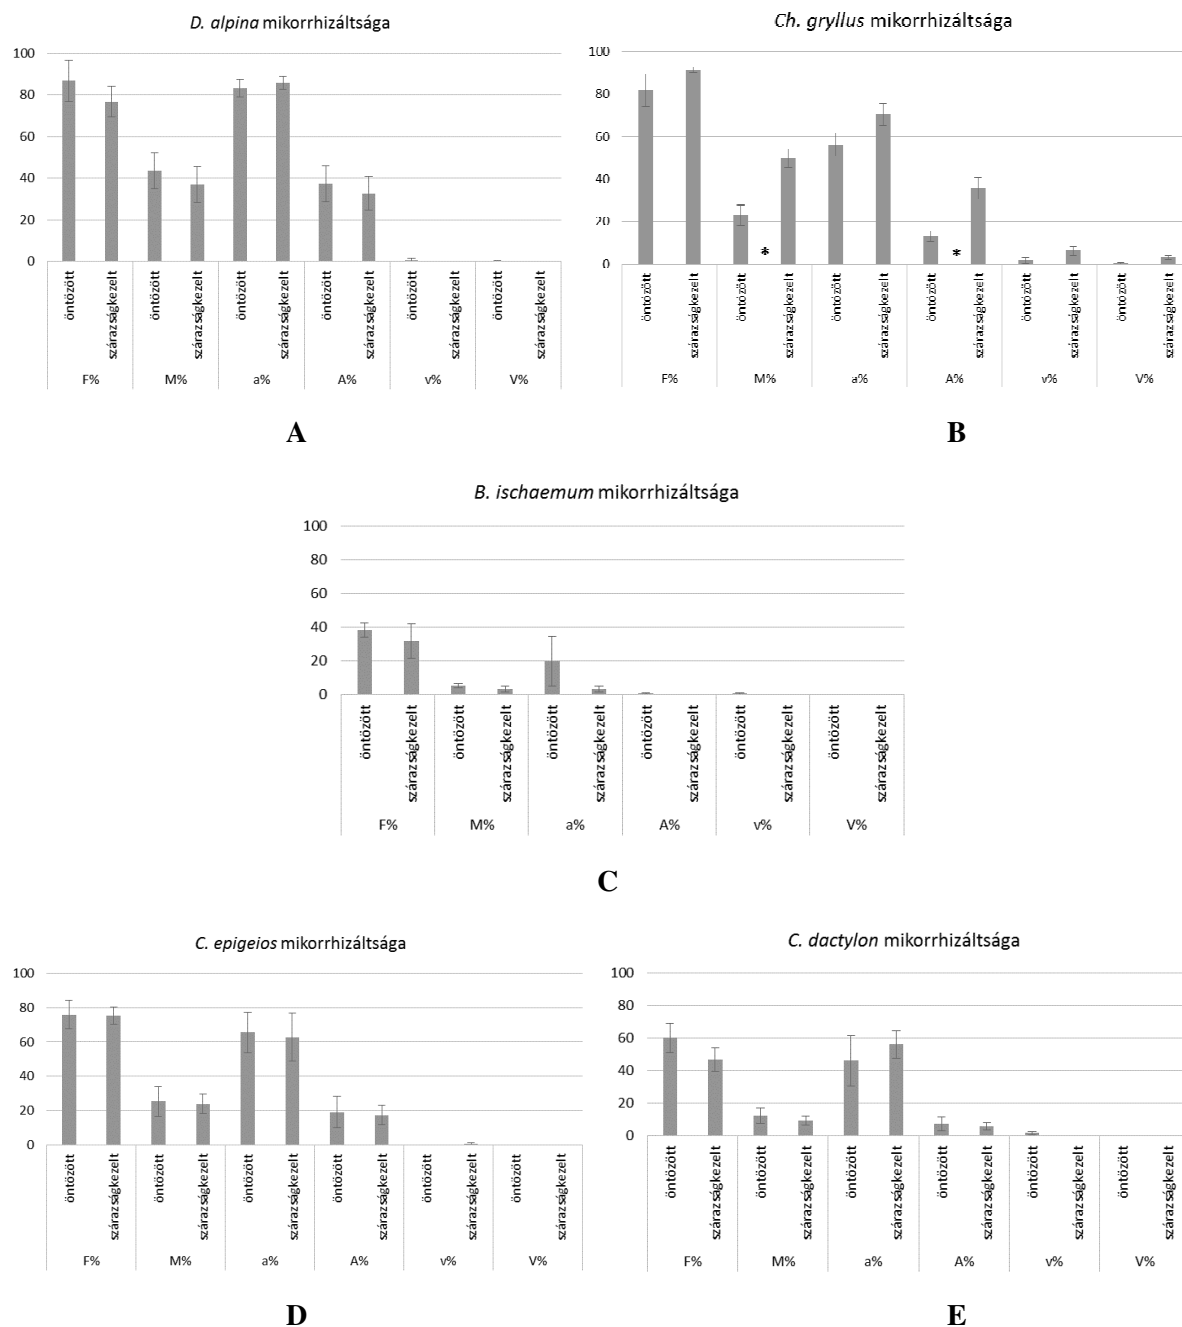 D. alpina mikorrhizáltsága
100
80
60
40
20
0
öntözött
szárazságkezelt
öntözött
szárazságkezelt
öntözött
szárazságkezelt
öntözött
szárazságkezelt
öntözött
szárazságkezelt
öntözött
szárazságkezelt
F% M% a% A% v% V%
A
Ch. gryllus mikorrhizáltsága
100
80
60
40
20
0
* *
öntözött
szárazságkezelt
öntözött
szárazságkezelt
öntözött
szárazságkezelt
öntözött
szárazságkezelt
öntözött
szárazságkezelt
öntözött
szárazságkezelt
F% M% a% A% v% V%
B
B. ischaemum mikorrhizáltsága
100
80
60
40
20
0
öntözött
szárazságkezelt
öntözött
szárazságkezelt
öntözött
szárazságkezelt
öntözött
szárazságkezelt
öntözött
szárazságkezelt
öntözött
szárazságkezelt
F% M% a% A% v% V%
C
C. epigeios mikorrhizáltsága
100
80
60
40
20
0
öntözött
szárazságkezelt
öntözött
szárazságkezelt
öntözött
szárazságkezelt
öntözött
szárazságkezelt
öntözött
szárazságkezelt
öntözött
szárazságkezelt
F% M% a% A% v% V%
D
C. dactylon mikorrhizáltsága
100
80
60
40
20
0
öntözött
szárazságkezelt
öntözött
szárazságkezelt
öntözött
szárazságkezelt
öntözött
szárazságkezelt
öntözött
szárazságkezelt
öntözött
szárazságkezelt
F% M% a% A% v% V%
E